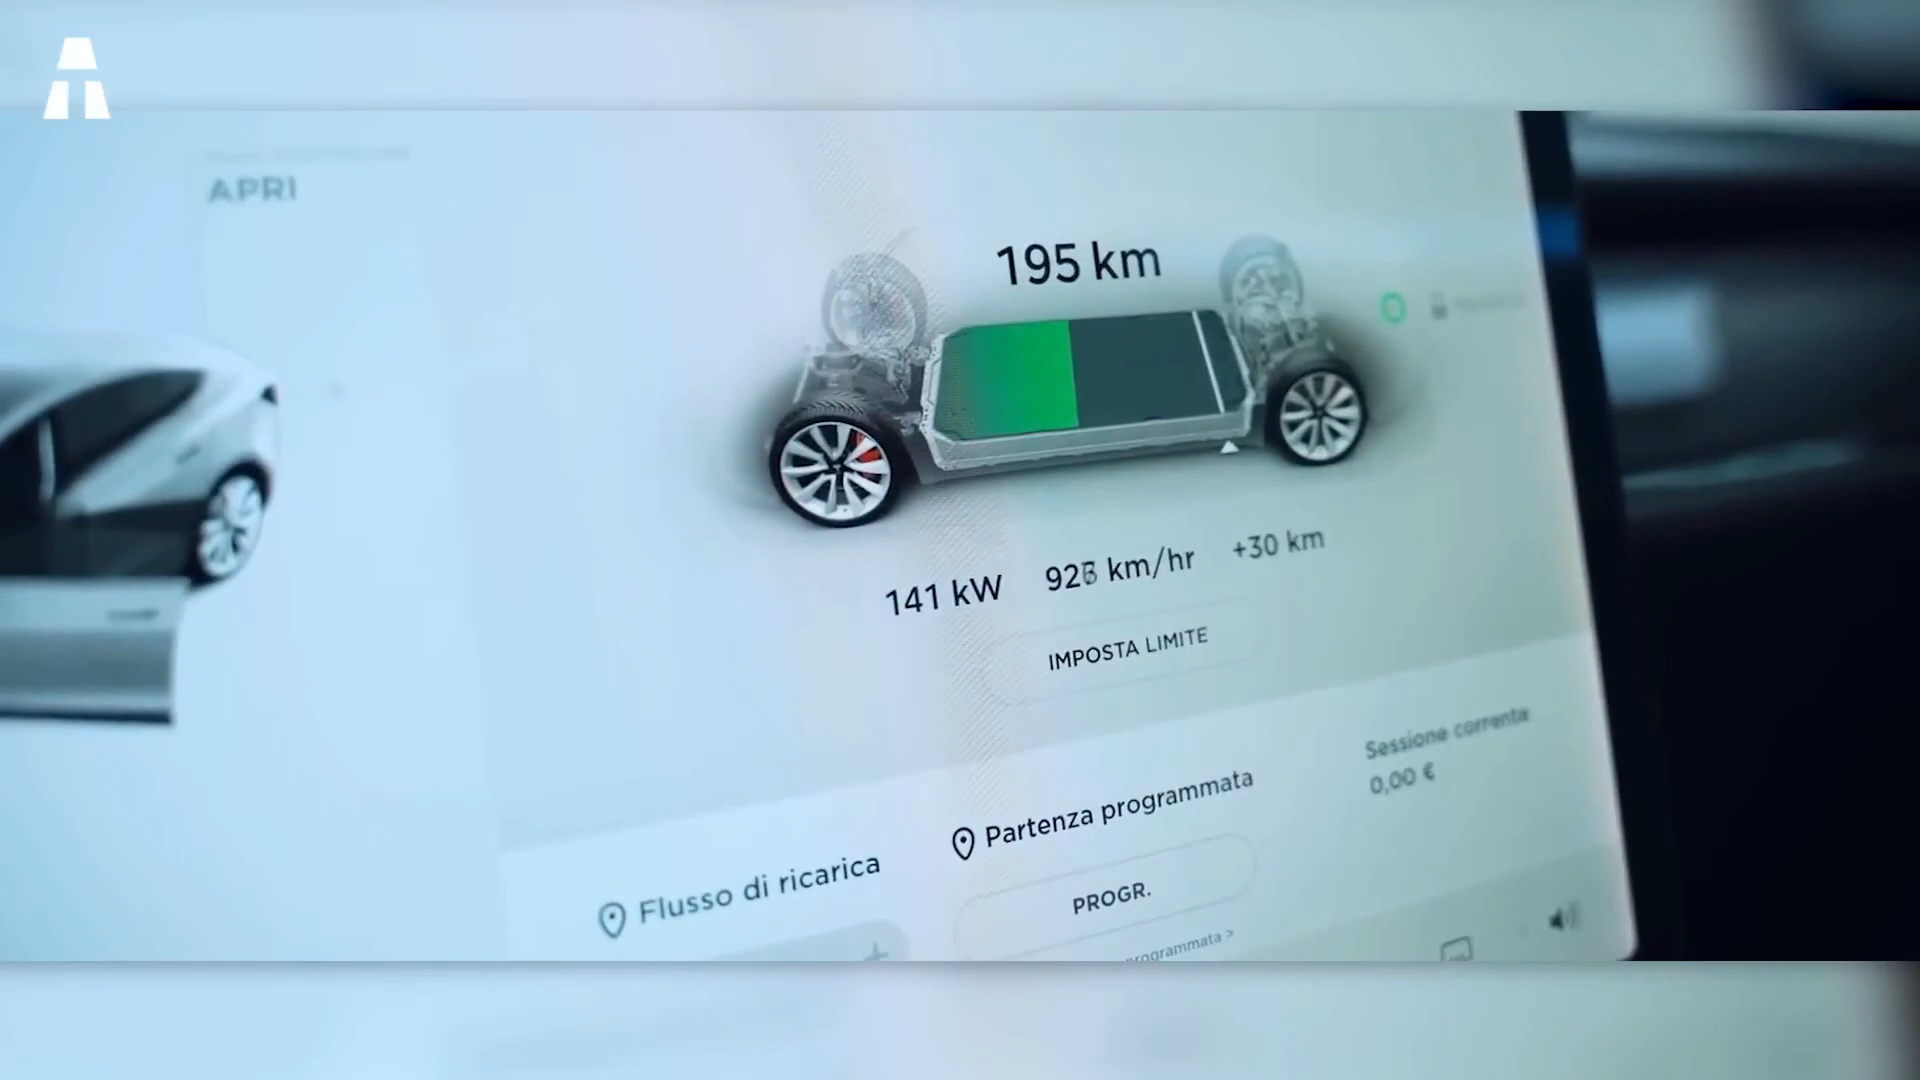 APRI
195 km
141 kW km/hr +30 km
IMPOSTA LIMITE
Sessione corrente
0,00 €
Partenza programmata
PROGR.
Flusso di ricarica
+
programmata >